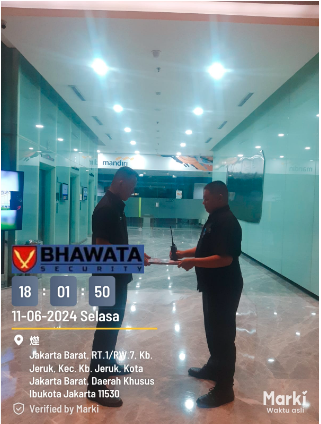 mandiri
BHAWATA
SECURITY
18 : 01 : 50
11-06-2024 Selasa
Jakarta Barat, RT.1/RW.7, Kb.
Jeruk, Kec. Kb. Jeruk, Kota
Jakarta Barat, Daerah Khusus
Ibukota Jakarta 11530
Verified by Marki
Marki
Waktu asli